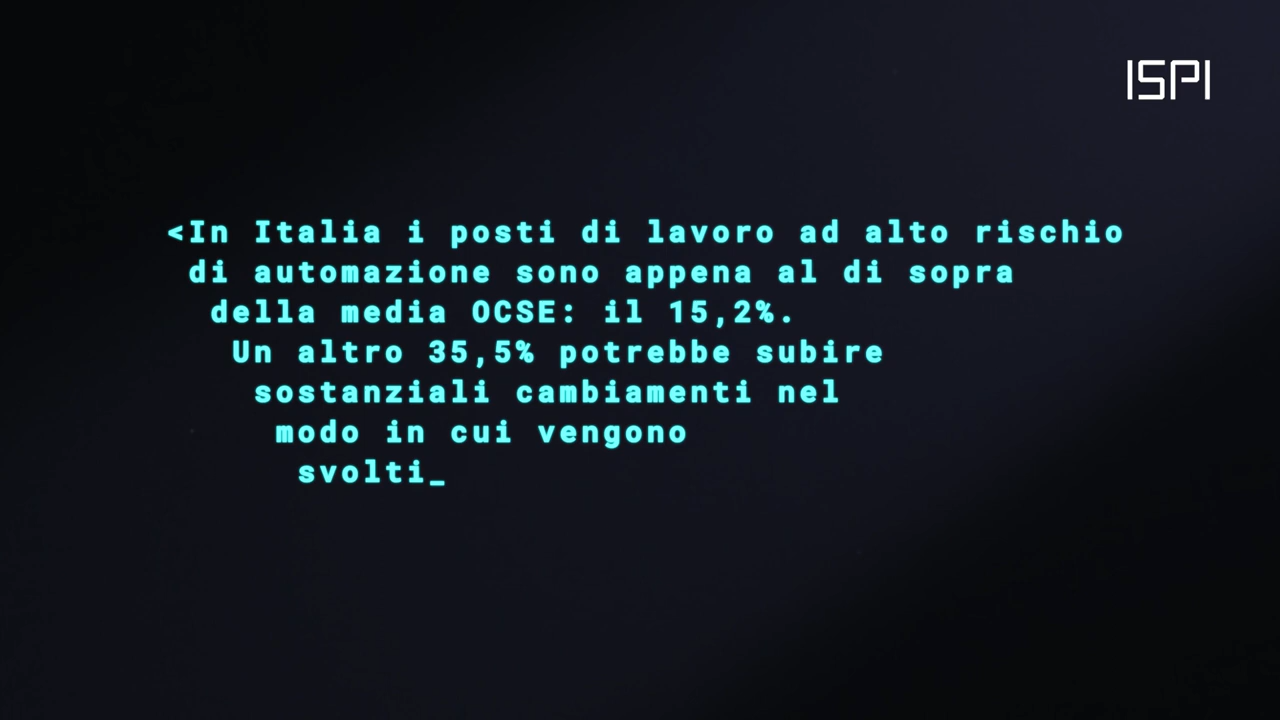 ISPI
<In Italia i posti di lavoro ad alto rischio
di automazione sono appena al di sopra
della media OCSE: il 15,2%.
Un altro 35,5% potrebbe subire
sostanziali cambiamenti nel
modo in cui vengono
svolti_